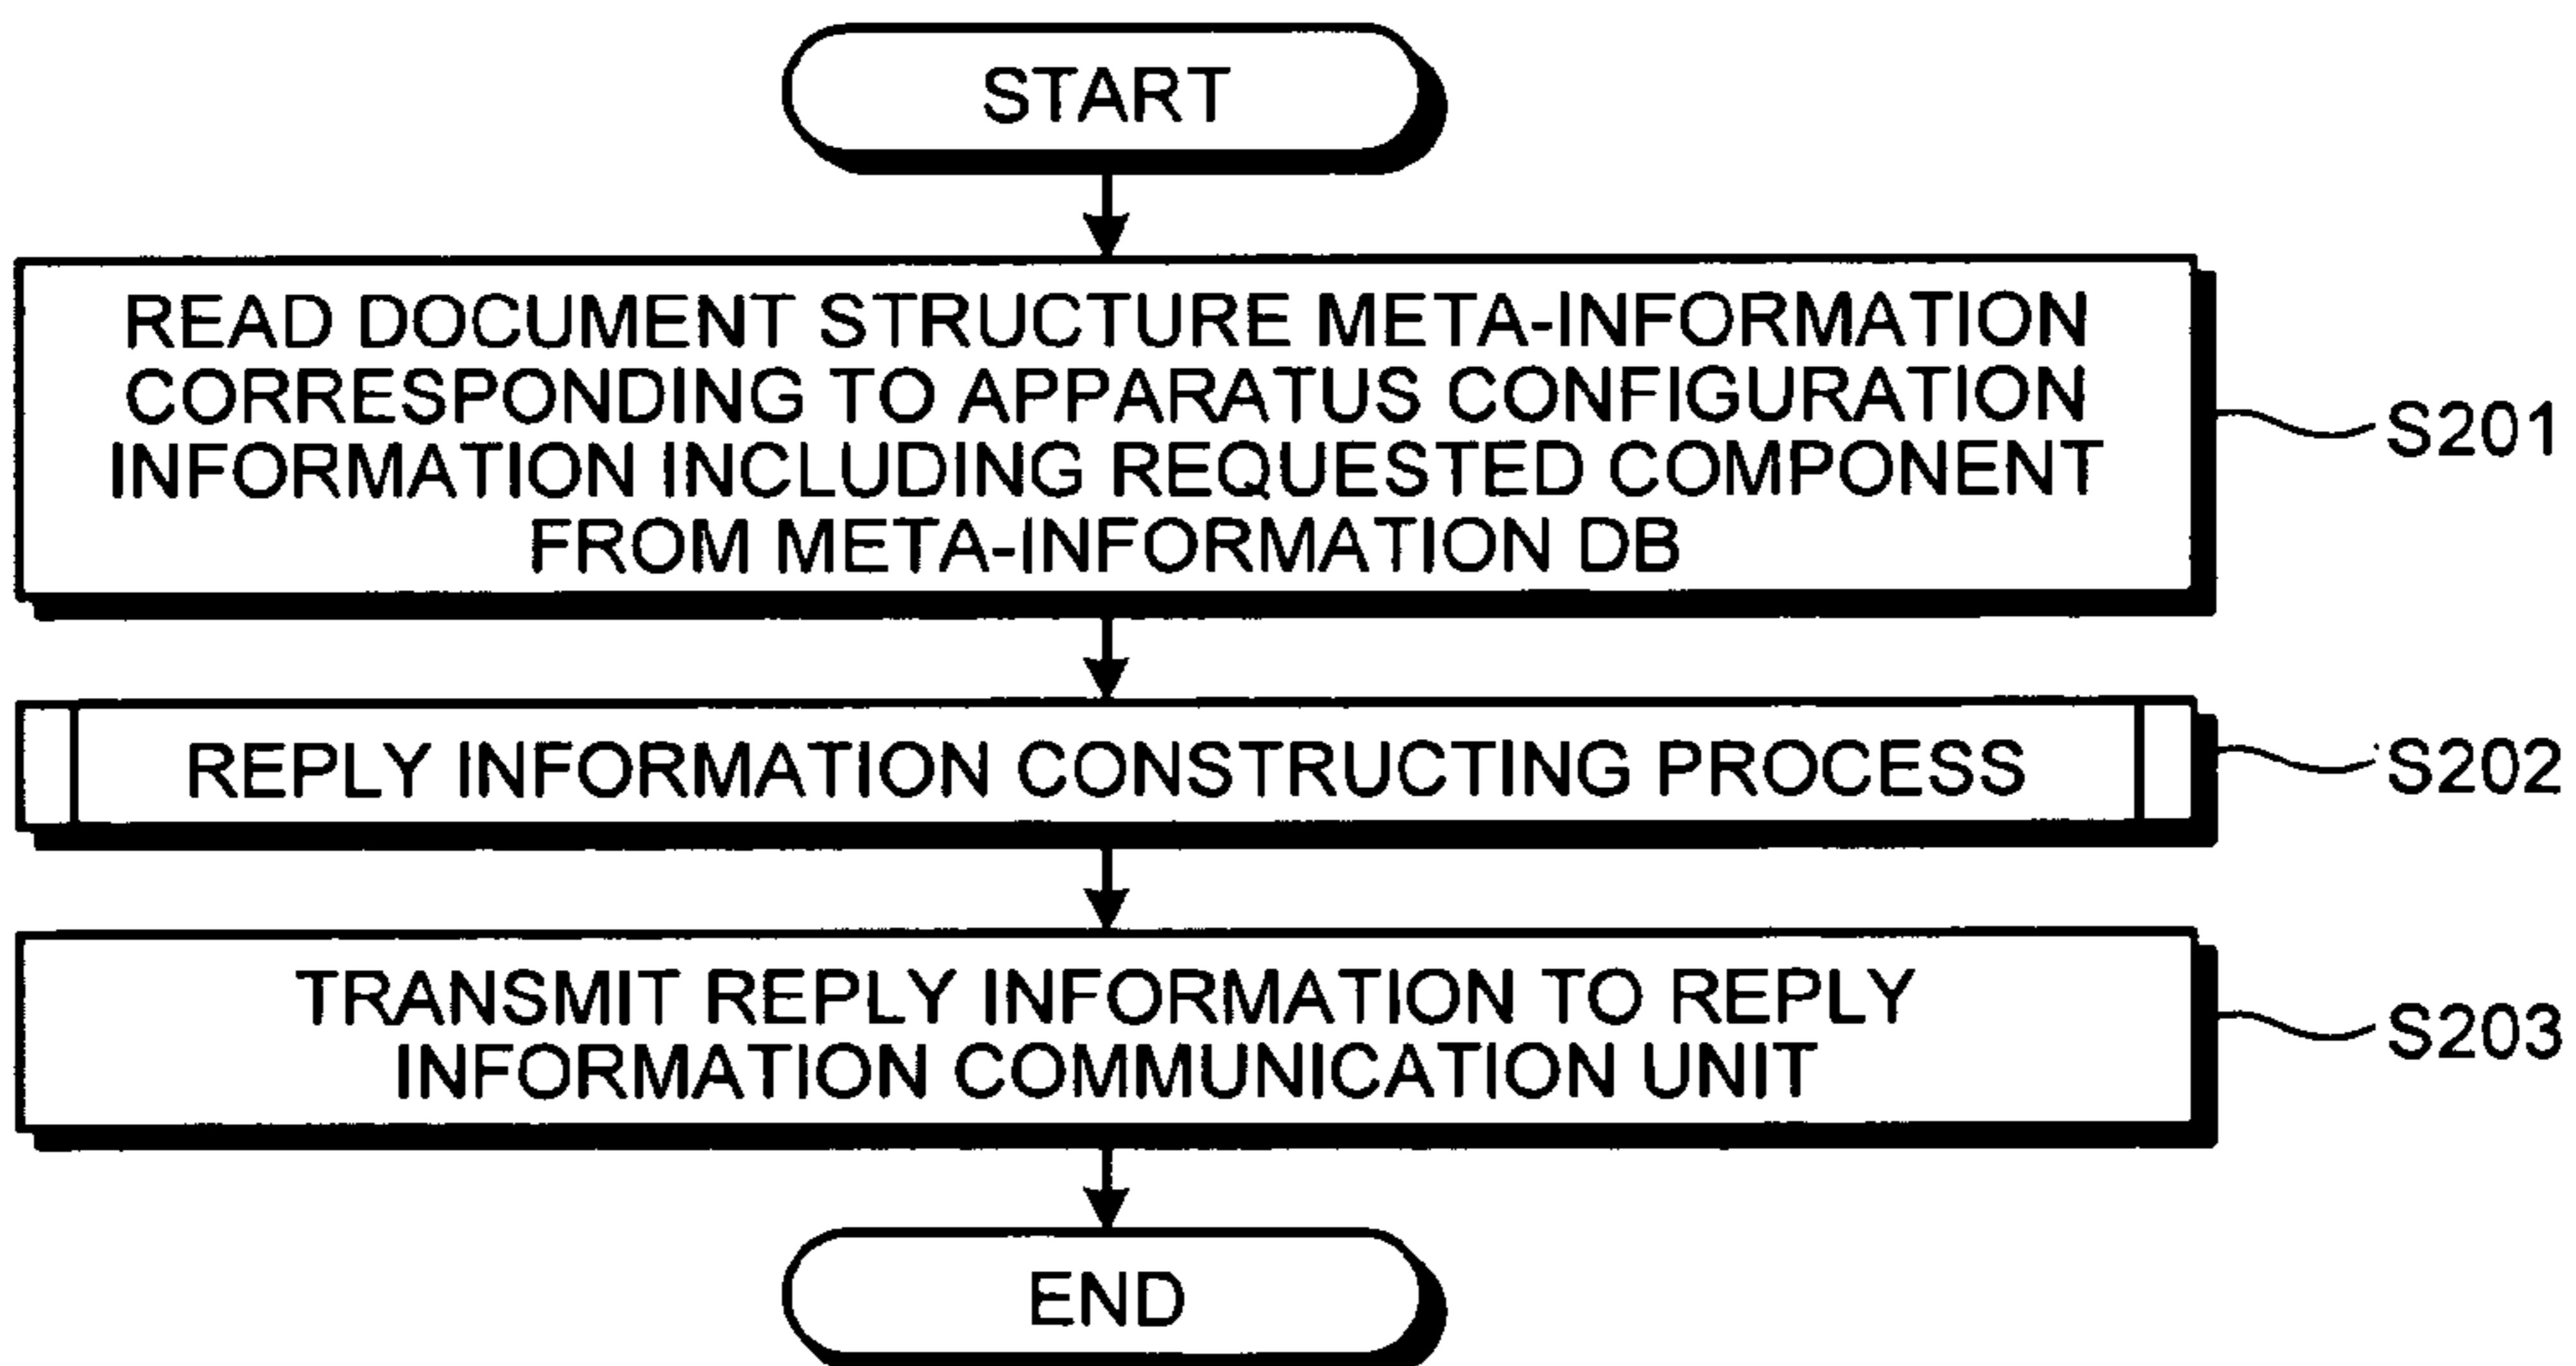 START
READ DOCUMENT STRUCTURE META-INFORMATION
CORRESPONDING TO APPARATUS CONFIGURATION
INFORMATION INCLUDING REQUESTED COMPONENT
FROM META-INFORMATION DB
S201
REPLY INFORMATION CONSTRUCTING PROCESS
S202
TRANSMIT REPLY INFORMATION TO REPLY
INFORMATION COMMUNICATION UNIT
S203
END